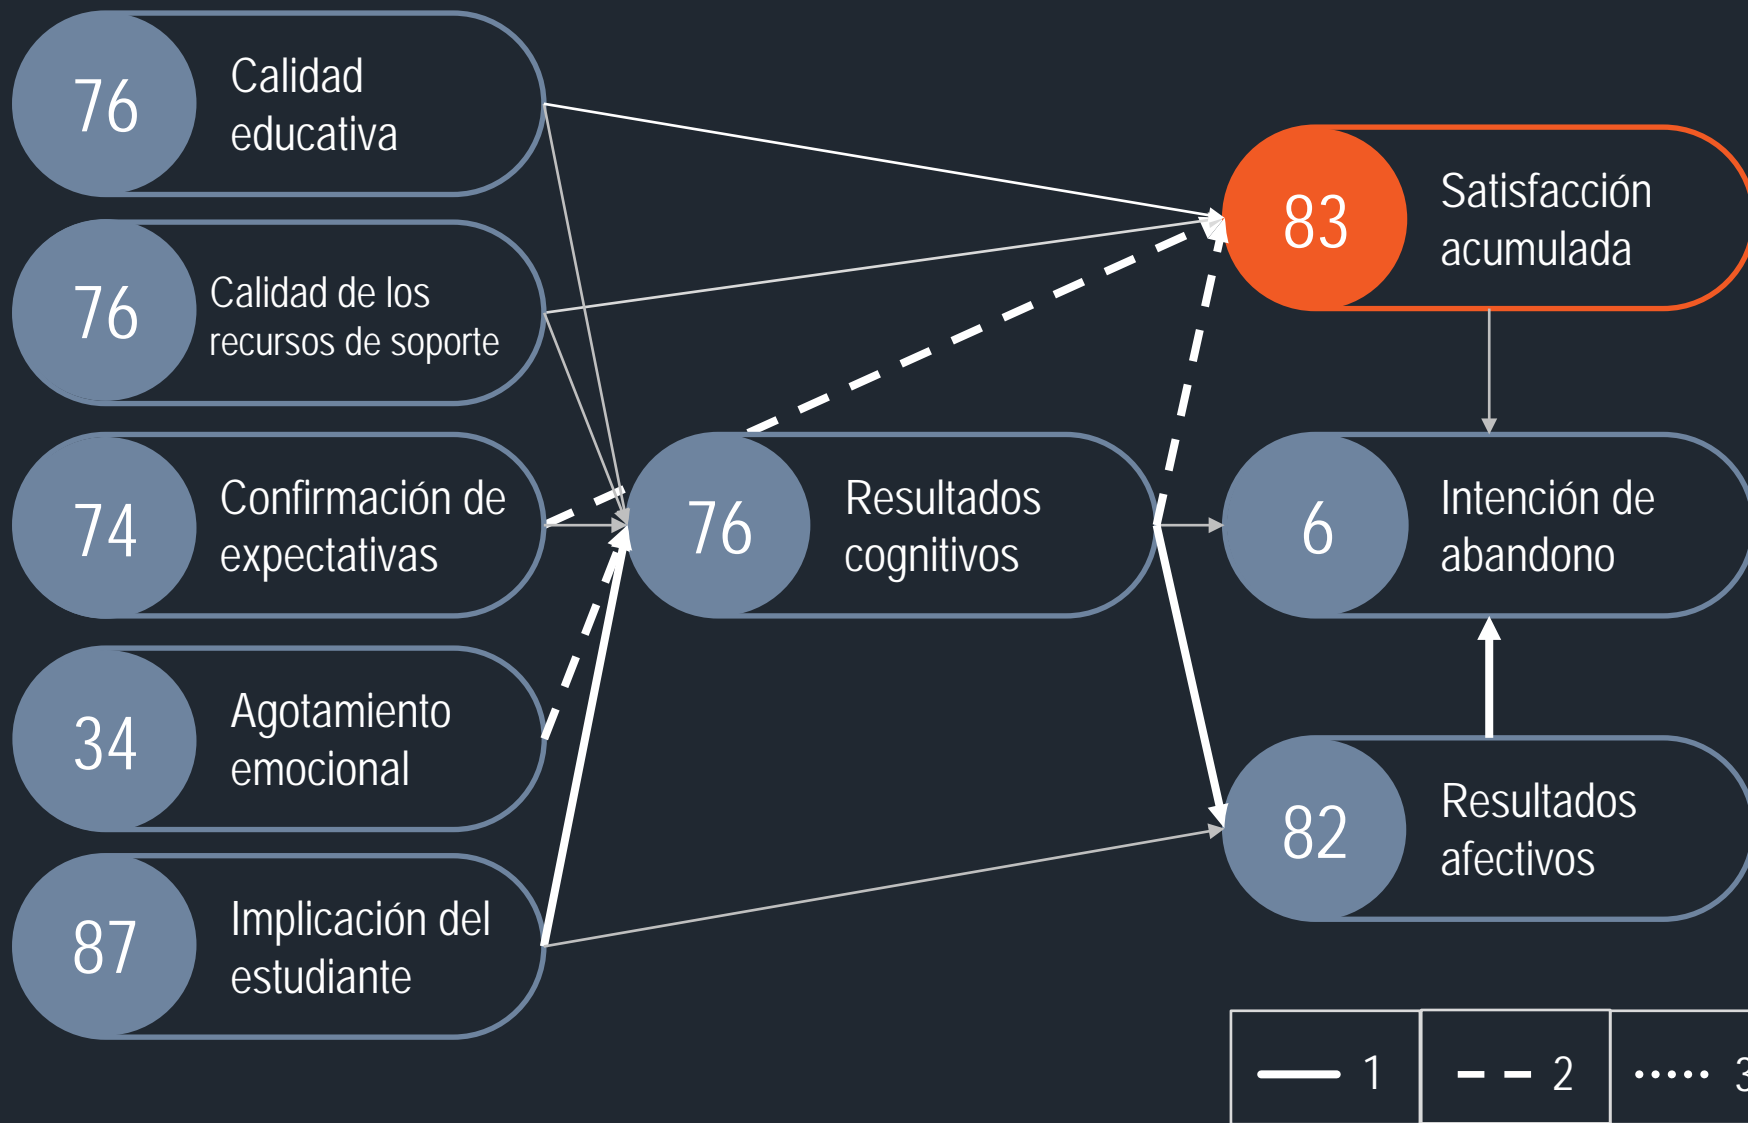 76
Calidad
educativa
76
Calidad de los
recursos de soporte
74
Confirmación de
expectativas
34
Agotamiento
emocional
87
Implicación del
estudiante
76
Resultados
cognitivos
83
Satisfacción
acumulada
6
Intención de
abandono
82
Resultados
afectivos
1
2
3